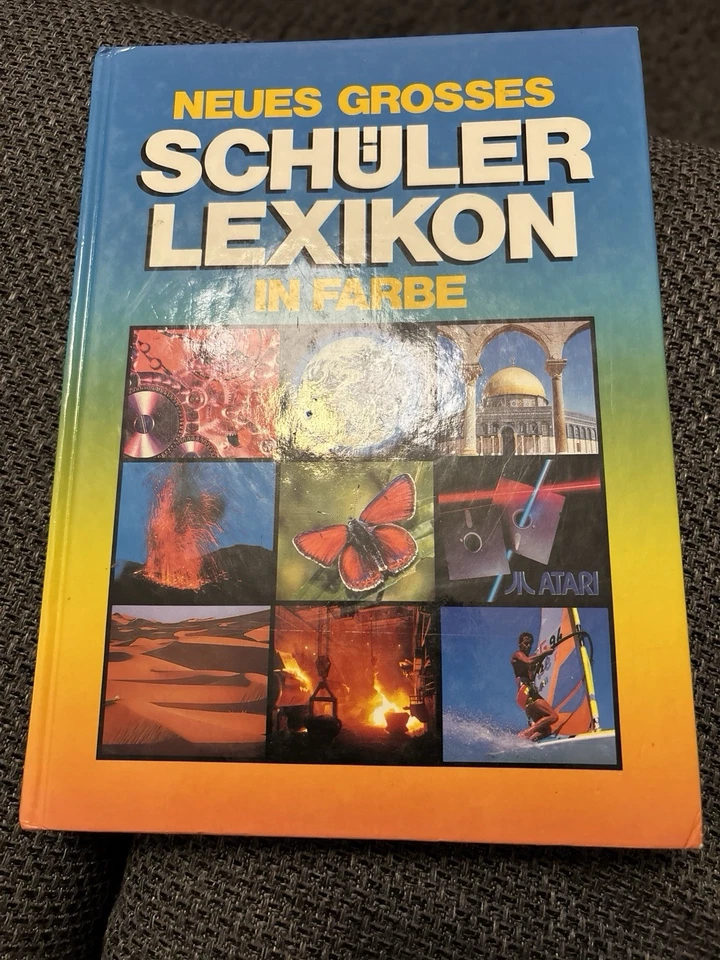 NEUES GROSSES
SCHÜLER
LEXIKON
IN FARBE
ATARI